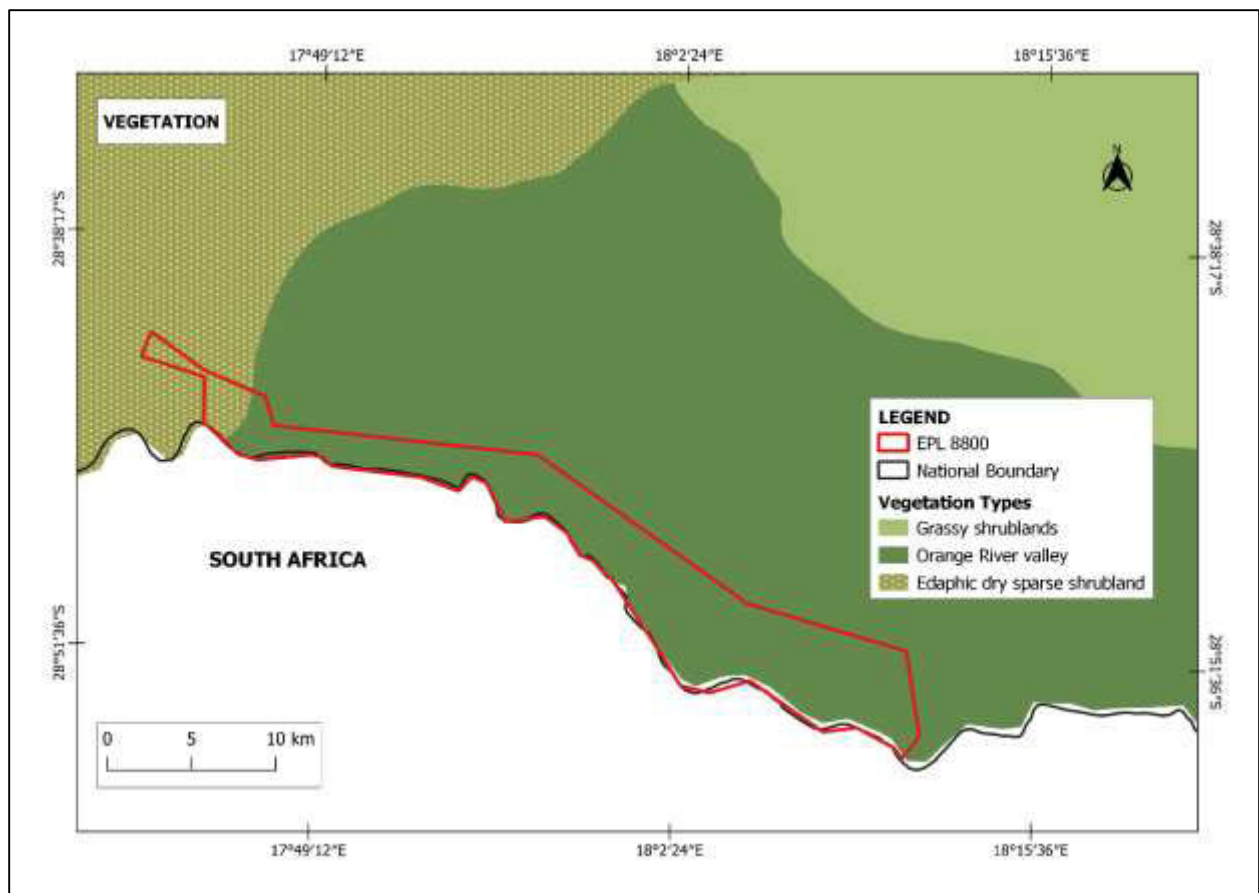 17°49'12"E
18°2'24"E
18°15'36"E
VEGETATION
N
28°38'17"S
28°38'17"S
LEGEND
EPL 8800
National Boundary
Vegetation Types
Grassy shrublands
Orange River valley
Edaphic dry sparse shrubland
SOUTH AFRICA
28°51'36"S
28°51'36"S
0 5 10 km
17°49'12"E
18°2'24"E
18°15'36"E